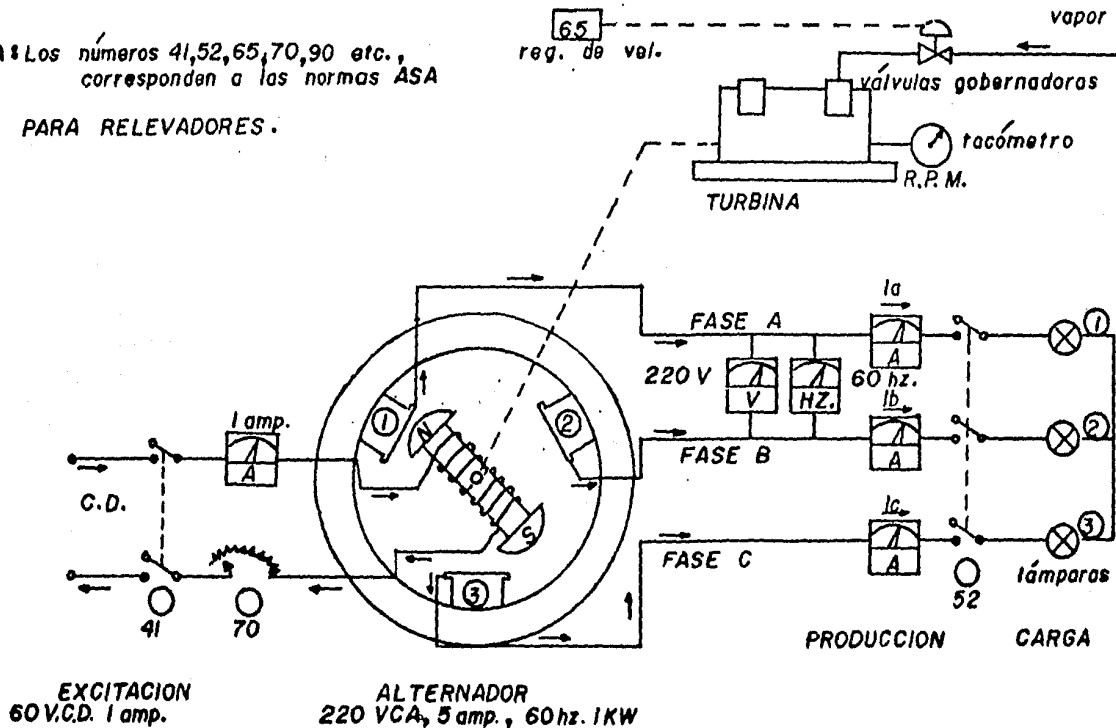 Los números 41,52,65,70,90 etc.,
corresponden a las normas ASA
PARA RELEVADORES.
65
reg. de vel.
vapor
válvulas gobernadoras
tacómetro
R.P.M.
TURBINA
Ia
FASE A
A
220 V
V
HZ.
60 hz.
1
Ib
FASE B
A
2
Ic
FASE C
A
3
lámparas
52
PRODUCCION
CARGA
1 amp.
A
C.D.
41
70
1
2
3
N
S
EXCITACION
60 V.C.D. 1 amp.
ALTERNADOR
220 VCA, 5 amp., 60 hz. 1KW